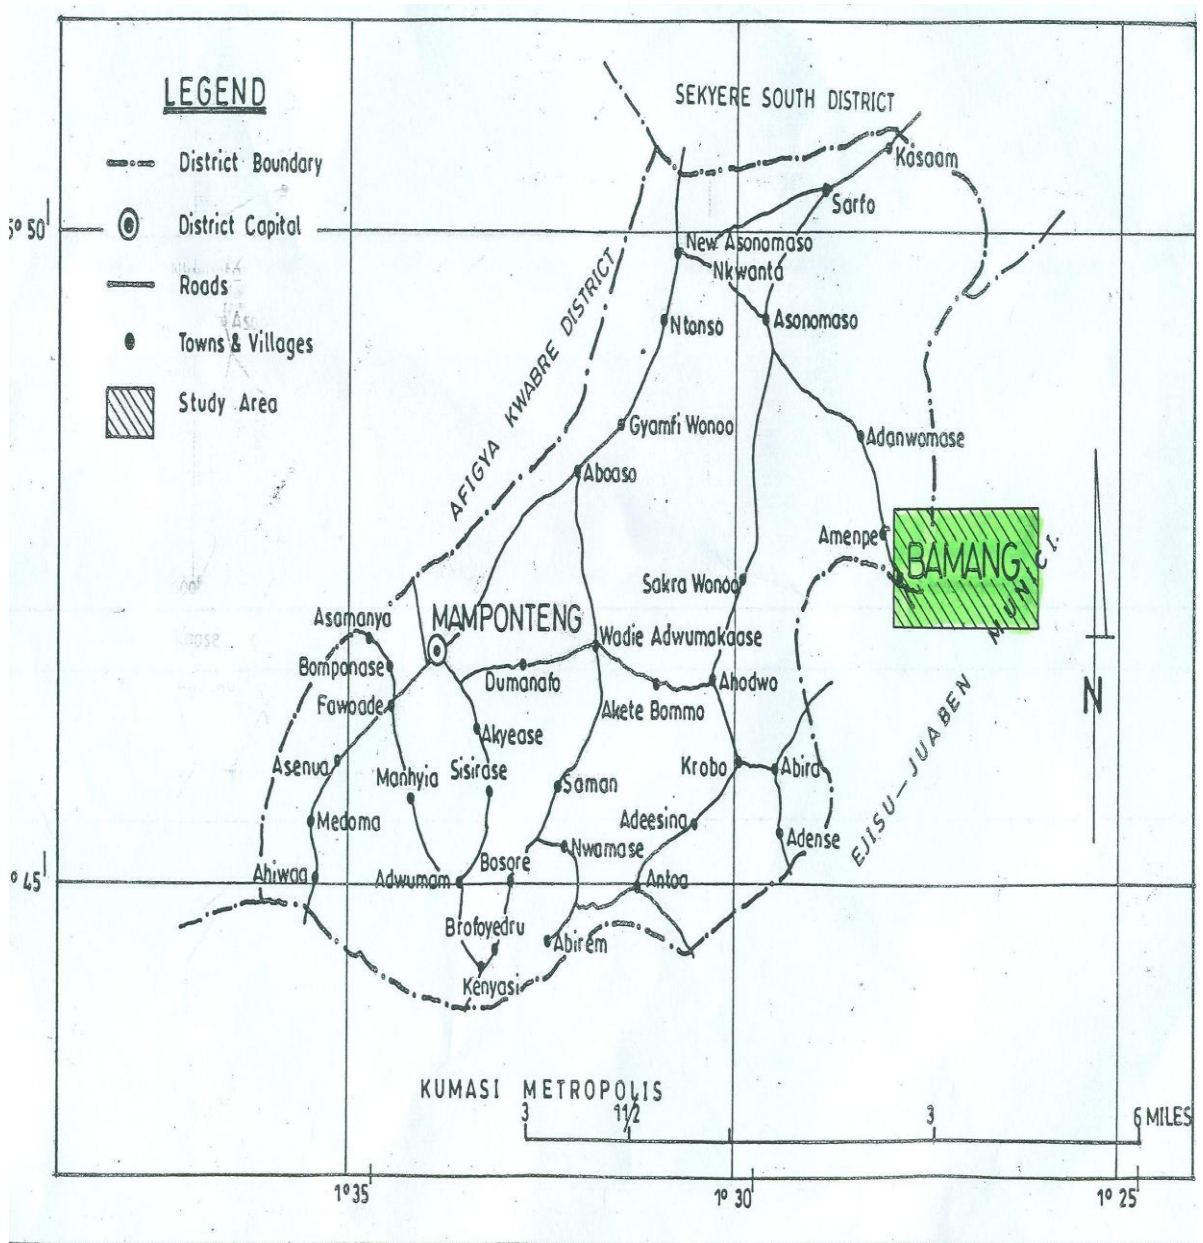 LEGEND
District Boundary
District Capital
Roads
Towns & Villages
Study Area
SEKYERE SOUTH DISTRICT
Kasaam
Sarfo
5° 50'
New Asonomaso
Nkwanta
AFIGYA KWABRE DISTRICT
Ntonso
Asonomaso
Gyamfi Wonoo
Adanwomase
Aboaso
Amenpe
BAMANG
MUNICI.
Sakra Wonoo
Asamanya
MAMPONTENG
Wadie Adwumakaase
Bomponase
Dumanafo
Ahodwo
Fawoade
Akete Bommo
N
Akyease
EJISU-JUABEN
Asenua
Manhyia
Sisirase
Saman
Krobo
Abira
Medoma
Adeesina
Adense
Nwamase
Bosore
Ahiwaa
Adwumam
Antoa
° 45'
Brofoyedru
Abirem
Kenyasi
KUMASI METROPOLIS
3
1 1/2
3
6 MILES
1° 35'
1° 30'
1° 25'